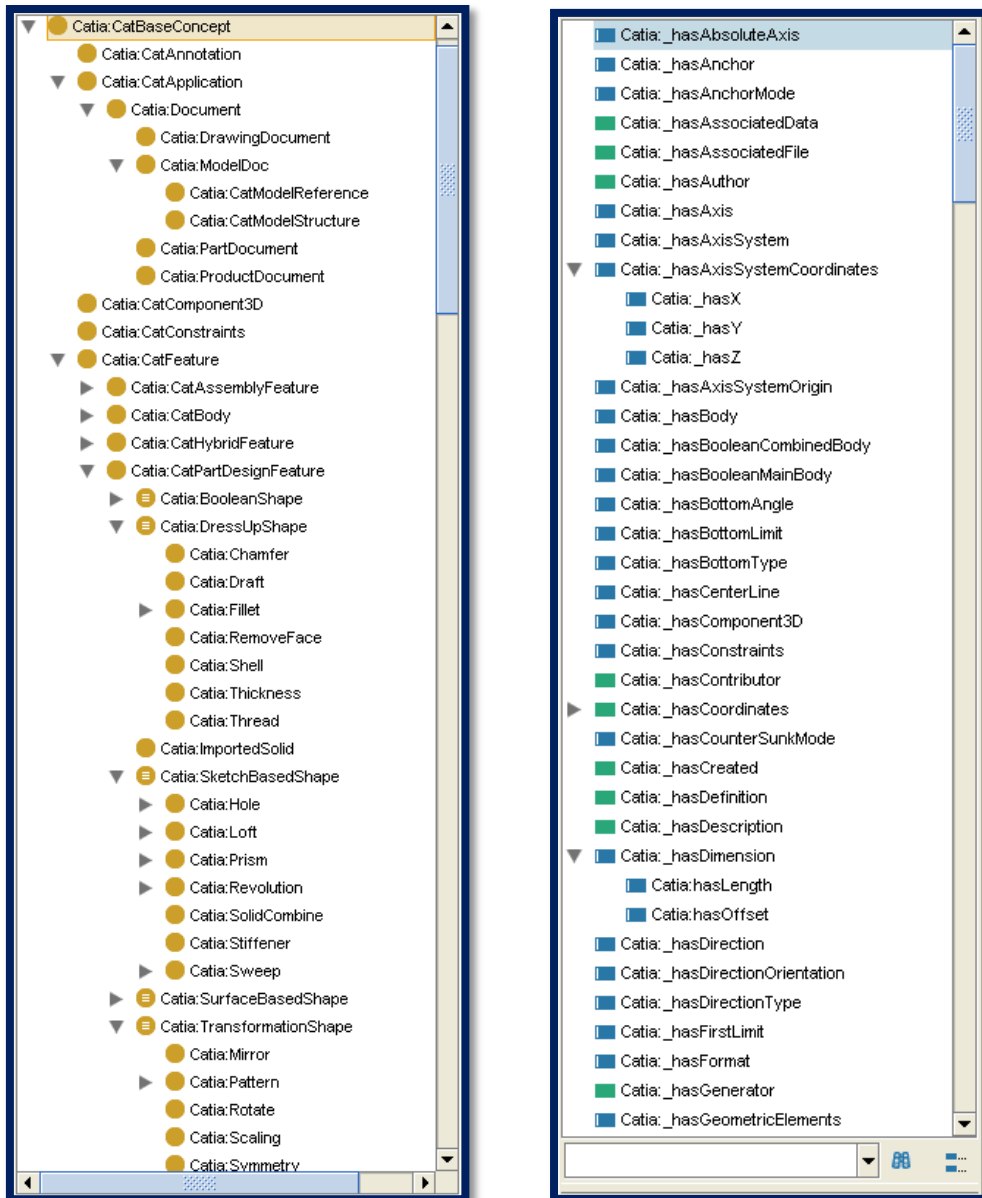 Catia:CatBaseConcept
Catia:CatAnnotation
Catia:CatApplication
Catia:Document
Catia:DrawingDocument
Catia:ModelDoc
Catia:CatModelReference
Catia:CatModelStructure
Catia:PartDocument
Catia:ProductDocument
Catia:CatComponent3D
Catia:CatConstraints
Catia:CatFeature
Catia:CatAssemblyFeature
Catia:CatBody
Catia:CatHybridFeature
Catia:CatPartDesignFeature
Catia:BooleanShape
Catia:DressUpShape
Catia:Chamfer
Catia:Draft
Catia:Fillet
Catia:RemoveFace
Catia:Shell
Catia:Thickness
Catia:Thread
Catia:ImportedSolid
Catia:SketchBasedShape
Catia:Hole
Catia:Loft
Catia:Prism
Catia:Revolution
Catia:SolidCombine
Catia:Stiffener
Catia:Sweep
Catia:SurfaceBasedShape
Catia:TransformationShape
Catia:Mirror
Catia:Pattern
Catia:Rotate
Catia:Scaling
Catia:Symmetry
Catia:_hasAbsoluteAxis
Catia:_hasAnchor
Catia:_hasAnchorMode
Catia:_hasAssociatedData
Catia:_hasAssociatedFile
Catia:_hasAuthor
Catia:_hasAxis
Catia:_hasAxisSystem
Catia:_hasAxisSystemCoordinates
Catia:_hasX
Catia:_hasY
Catia:_hasZ
Catia:_hasAxisSystemOrigin
Catia:_hasBody
Catia:_hasBooleanCombinedBody
Catia:_hasBooleanMainBody
Catia:_hasBottomAngle
Catia:_hasBottomLimit
Catia:_hasBottomType
Catia:_hasCenterLine
Catia:_hasComponent3D
Catia:_hasConstraints
Catia:_hasContributor
Catia:_hasCoordinates
Catia:_hasCounterSunkMode
Catia:_hasCreated
Catia:_hasDefinition
Catia:_hasDescription
Catia:_hasDimension
Catia:hasLength
Catia:hasOffset
Catia:_hasDirection
Catia:_hasDirectionOrientation
Catia:_hasDirectionType
Catia:_hasFirstLimit
Catia:_hasFormat
Catia:_hasGenerator
Catia:_hasGeometricElements